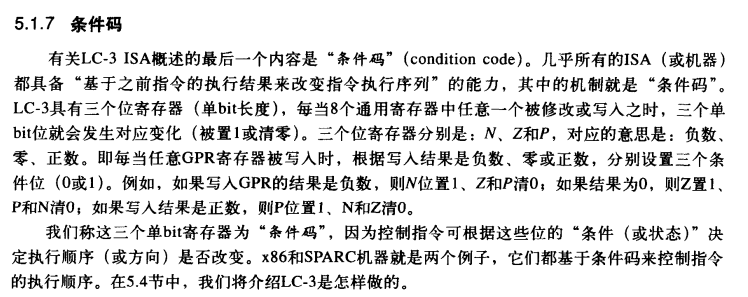 5.1.7 条件码
有关LC-3 ISA概述的最后一个内容是“条件码”(condition code)。几乎所有的ISA（或机器）
都具备“基于之前指令的执行结果来改变指令执行序列”的能力，其中的机制就是“条件码”。
LC-3具有三个位寄存器（单bit长度），每当8个通用寄存器中任意一个被修改或写入之时，三个单
bit位就会发生对应变化（被置1或清零）。三个位寄存器分别是：N、Z和P，对应的意思是：负数、
零、正数。即每当任意GPR寄存器被写入时，根据写入结果是负数、零或正数，分别设置三个条
件位（0或1）。例如，如果写入GPR的结果是负数，则N位置1、Z和P清0；如果结果为0，则Z置1、
P和N清0；如果写入结果是正数，则P位置1、N和Z清0。
我们称这三个单bit寄存器为“条件码”，因为控制指令可根据这些位的“条件（或状态）”决
定执行顺序（或方向）是否改变。x86和SPARC机器就是两个例子，它们都基于条件码来控制指令
的执行顺序。在5.4节中，我们将介绍LC-3是怎样做的。